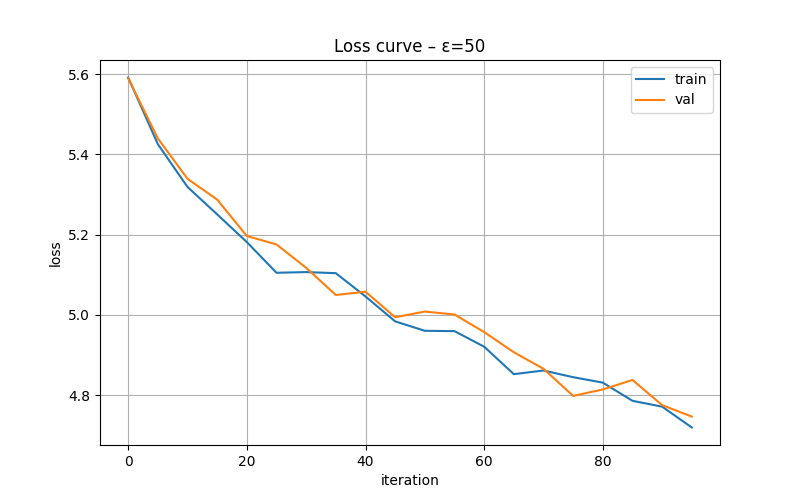 Loss curve – ε=50
train
val
loss
5.6
5.4
5.2
5.0
4.8
0 20 40 60 80
iteration